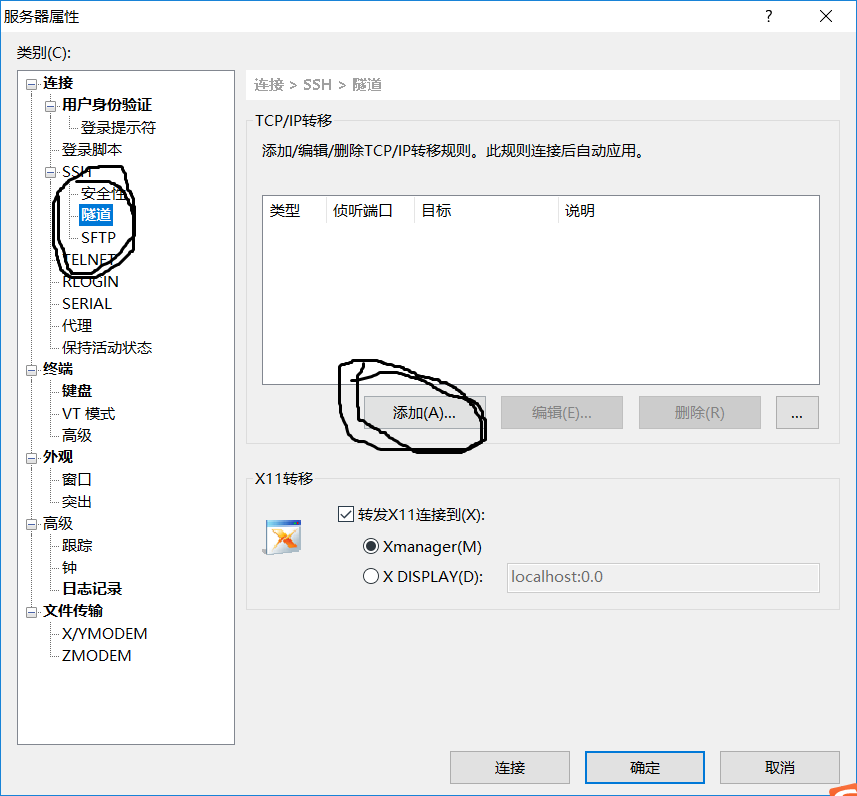 服务器属性
?
类别(C):
连接
用户身份验证
登录提示符
登录脚本
SSH
安全性
隧道
SFTP
TELNET
RLOGIN
SERIAL
代理
保持活动状态
终端
键盘
VT 模式
高级
外观
窗口
突出
高级
跟踪
钟
日志记录
文件传输
X/YMODEM
ZMODEM
连接 > SSH > 隧道
TCP/IP转移
添加/编辑/删除TCP/IP转移规则。此规则连接后自动应用。
类型 侦听端口 目标 说明
添加(A)... 编辑(E)... 删除(R) ...
X11转移
转发X11连接到(X):
Xmanager(M)
X DISPLAY(D): localhost:0.0
连接 确定 取消